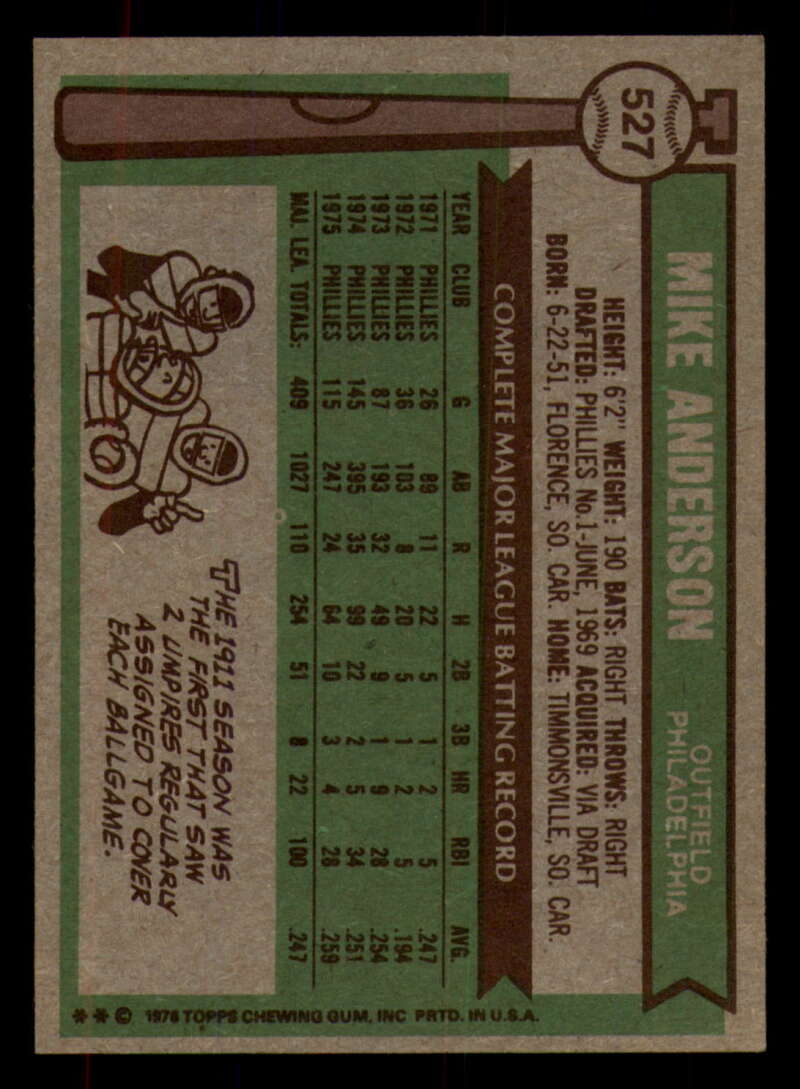 527
MIKE ANDERSON
OUTFIELD
PHILADELPHIA
HEIGHT: 6'2" WEIGHT: 190 BATS: RIGHT THROWS: RIGHT
DRAFTED: PHILLIES No.1-JUNE, 1969 ACQUIRED: VIA DRAFT
BORN: 6-22-51, FLORENCE, SO. CAR. HOME: TIMMONSVILLE, SO. CAR.
COMPLETE MAJOR LEAGUE BATTING RECORD
YEAR CLUB G AB R H 2B 3B HR RBI AVG.
1971 PHILLIES 26 89 11 22 5 1 2 5 .247
1972 PHILLIES 36 103 8 20 5 1 2 5 .194
1973 PHILLIES 87 193 32 49 9 1 9 28 .254
1974 PHILLIES 145 395 35 99 22 2 5 34 .251
1975 PHILLIES 115 247 24 64 10 3 4 28 .259
MAJ. LEA. TOTALS: 409 1027 110 254 51 8 22 100 .247
THE 1911 SEASON WAS
THE FIRST THAT SAW
2 UMPIRES REGULARLY
ASSIGNED TO COVER
EACH BALLGAME.
* * © 1976 TOPPS CHEWING GUM, INC PRTD. IN U.S.A.